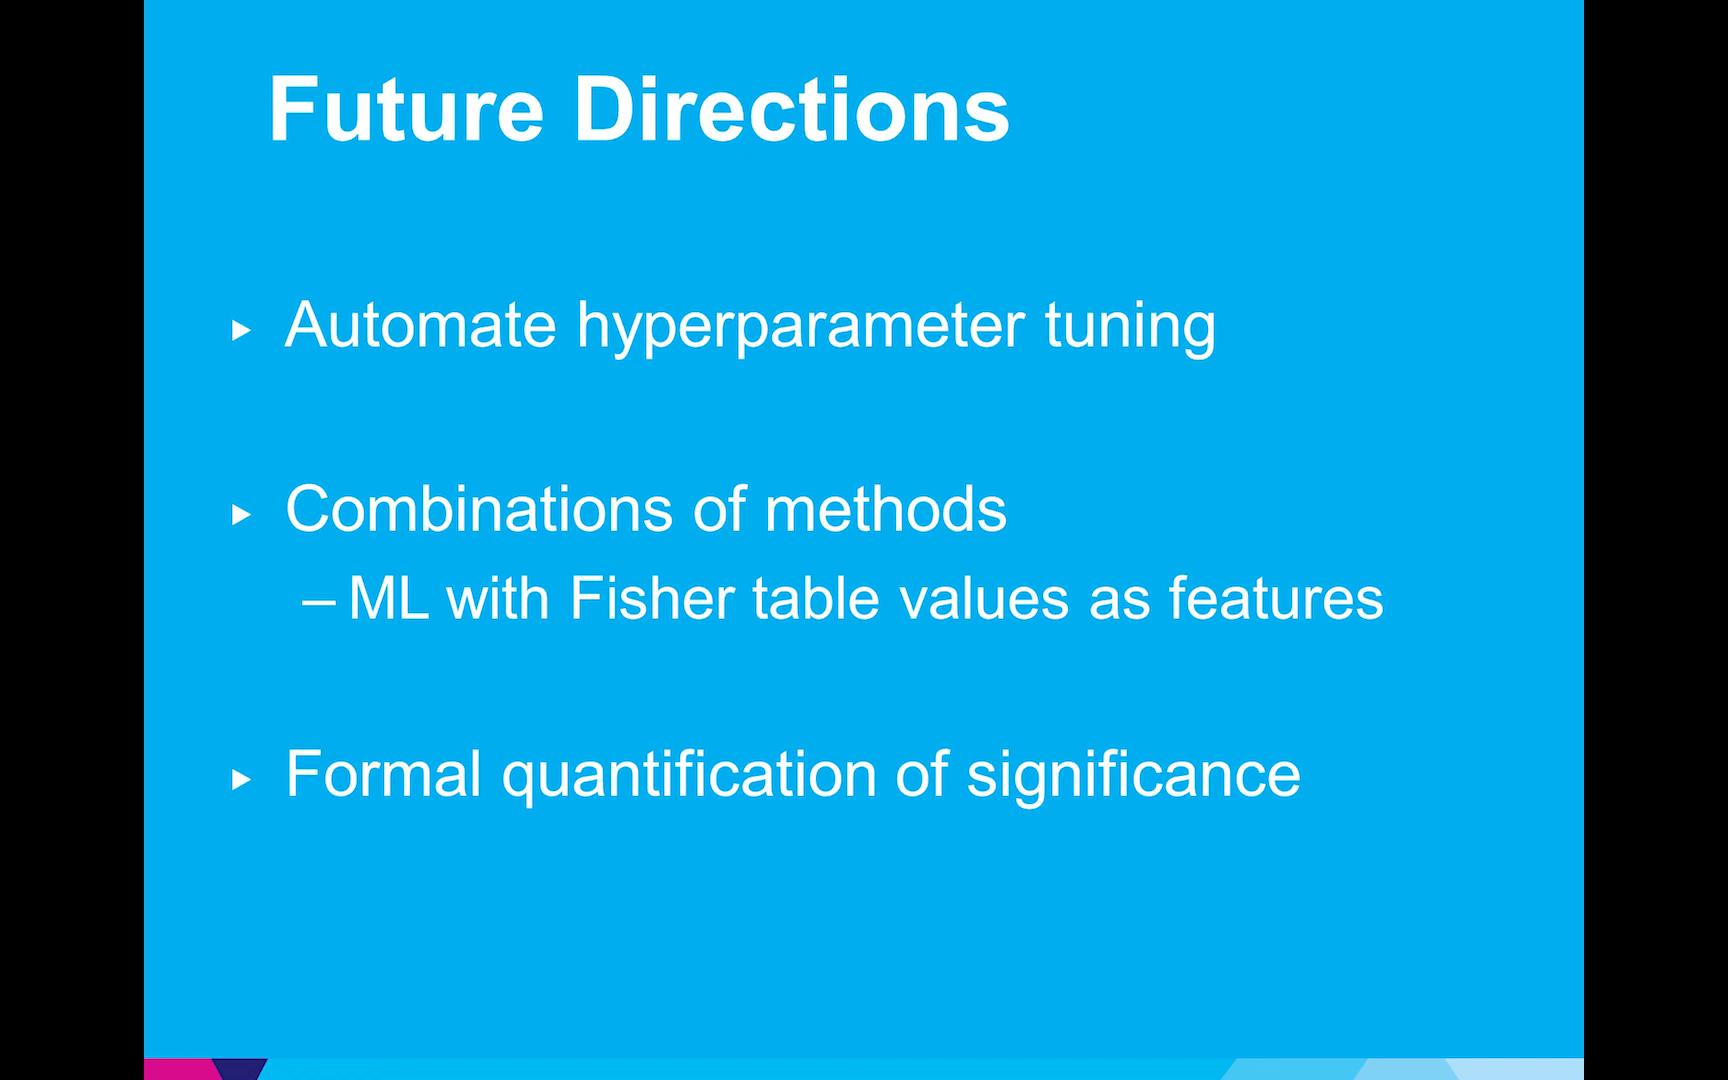 Future Directions
▸ Automate hyperparameter tuning
▸ Combinations of methods
– ML with Fisher table values as features
▸ Formal quantification of significance